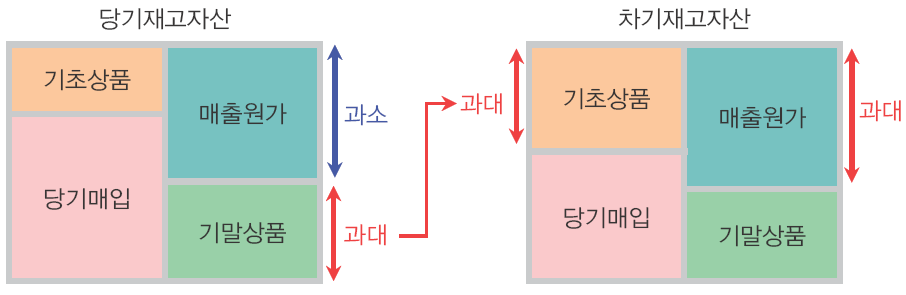 당기재고자산
기초상품
매출원가
당기매입
기말상품
과소
과대
차기재고자산
과대
기초상품
매출원가
당기매입
기말상품
과대